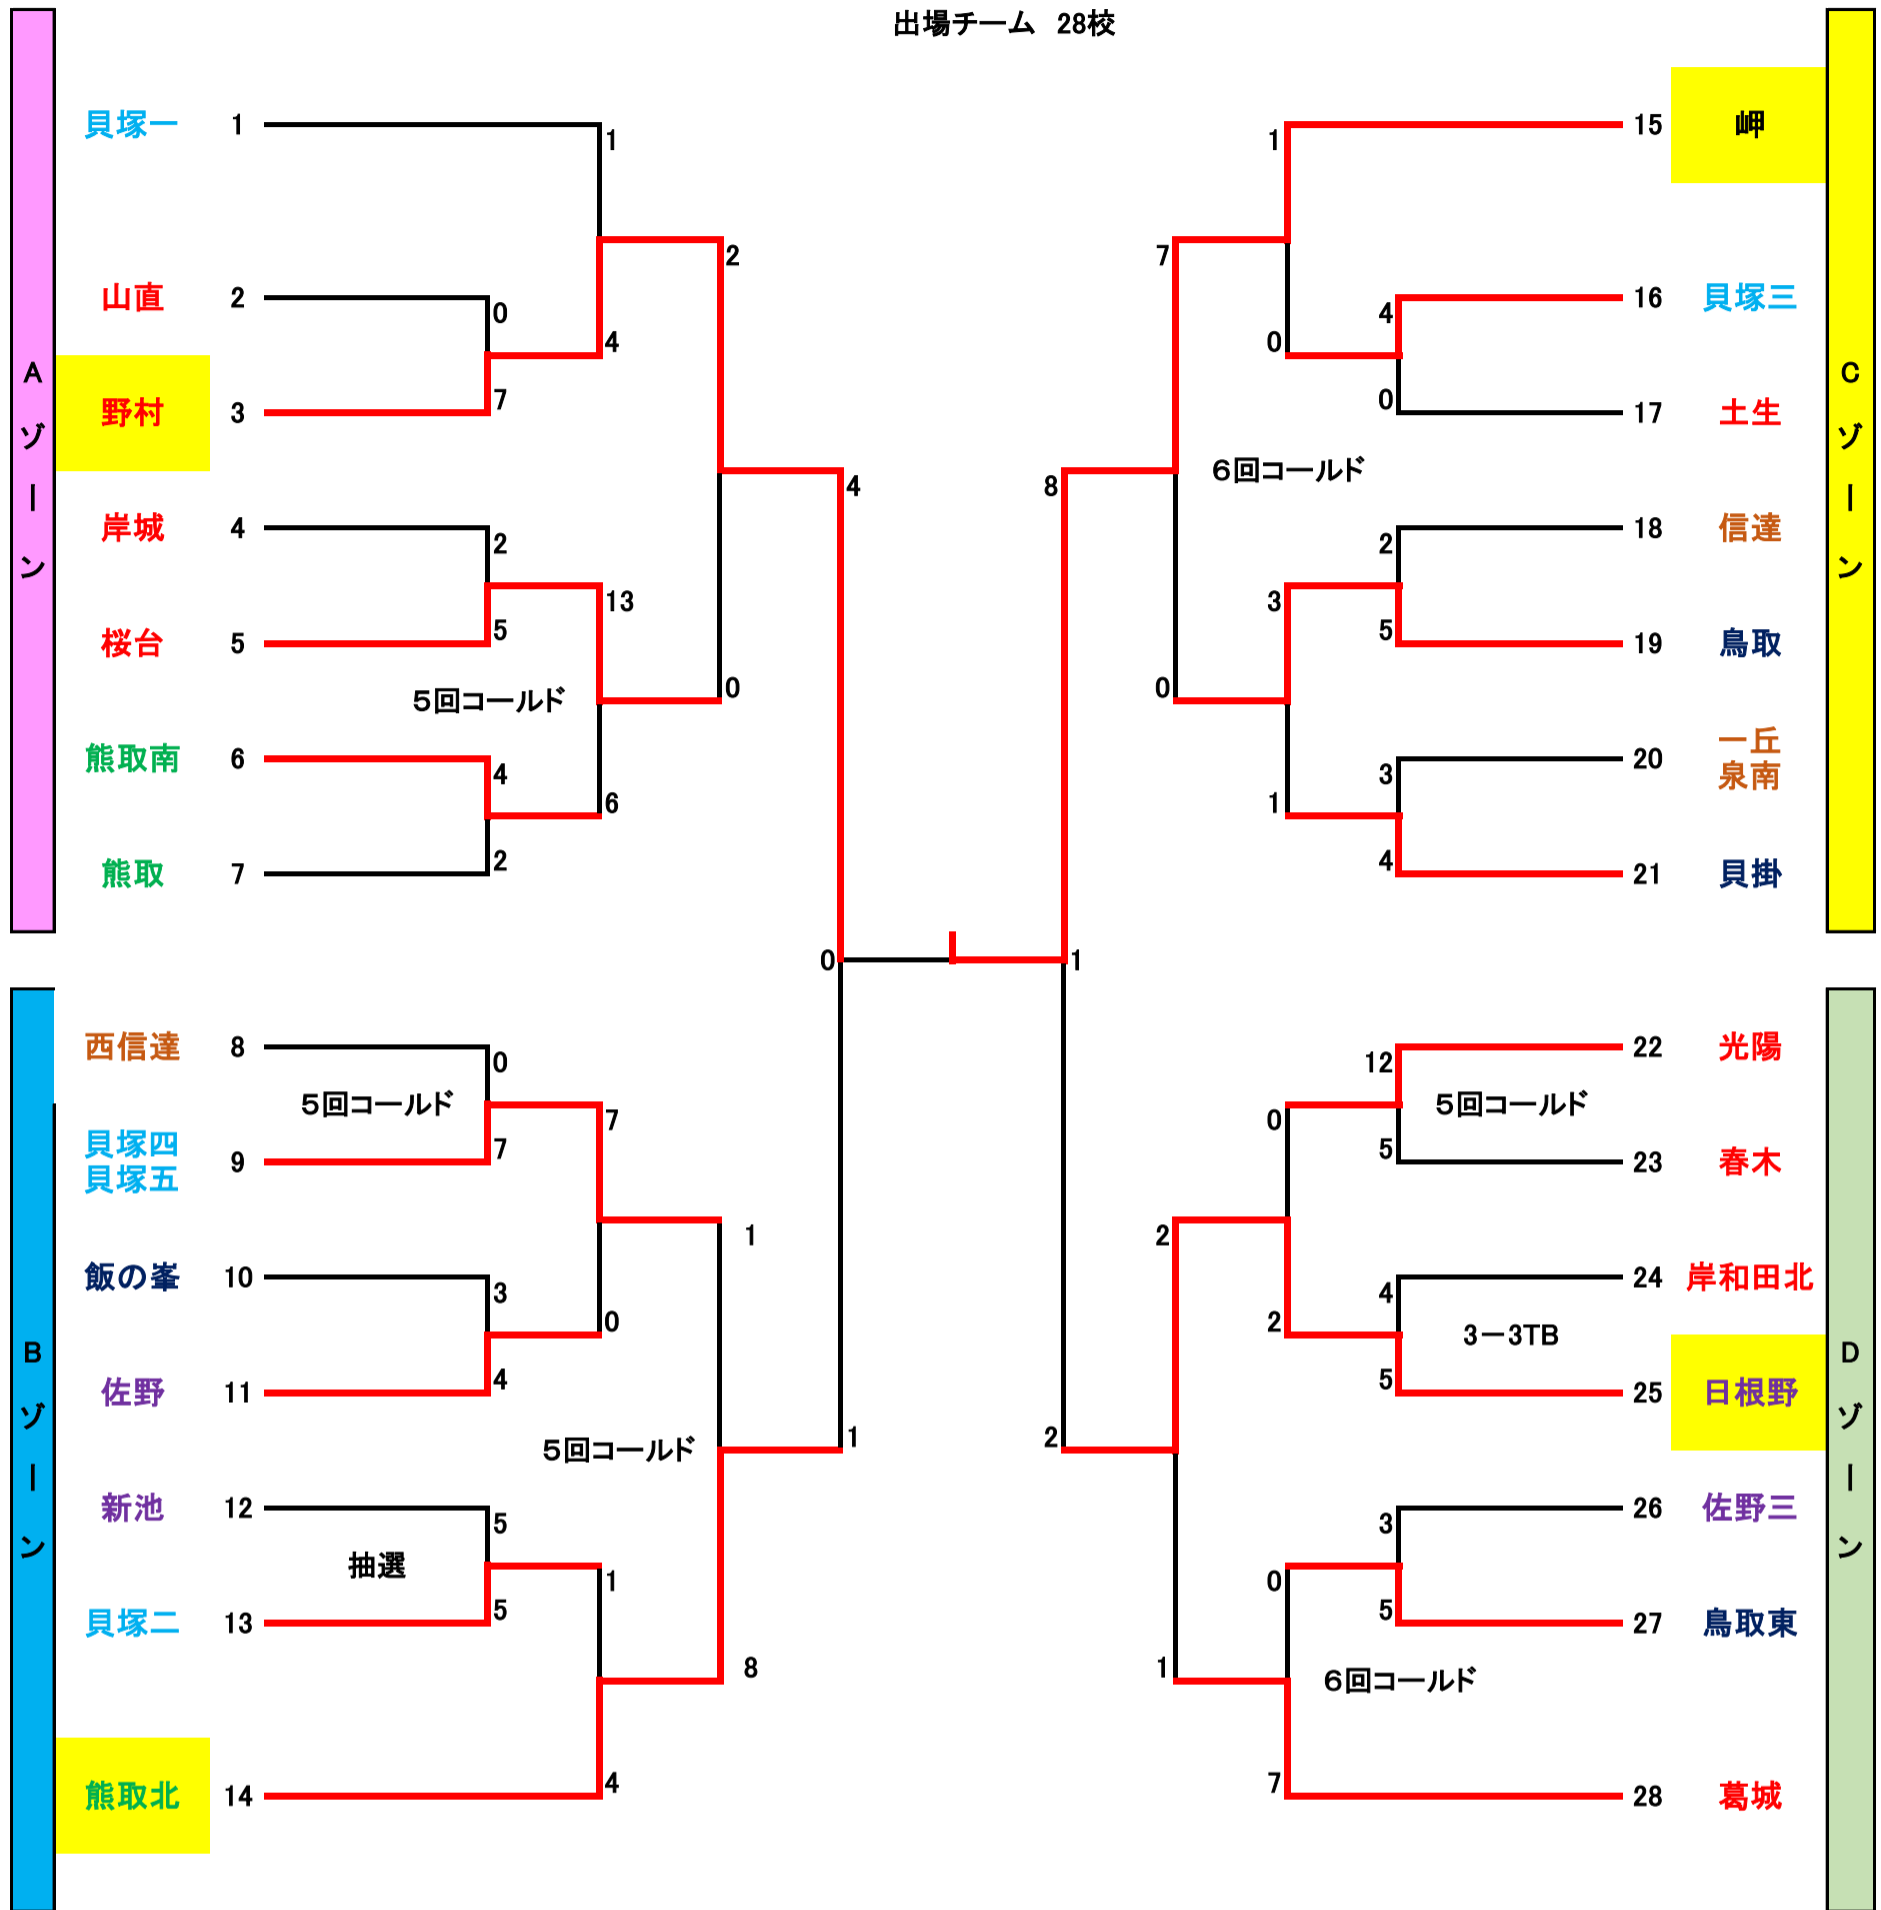 出場チーム 28校
Aゾーン
貝塚一 1
山直 2
野村 3
岸城 4
桜台 5
熊取南 6
熊取 7
1
0
7
4
2
2
5
13
5回コールド
4
2
6
0
4
Bゾーン
西信達 8
貝塚四
貝塚五 9
飯の峯 10
佐野 11
新池 12
貝塚二 13
熊取北 14
0
5回コールド
7
7
3
4
0
1
5回コールド
5
抽選
5
1
4
8
1
0
1
Cゾーン
15 岬
16 貝塚三
17 土生
18 信達
19 鳥取
20 一丘
泉南
21 貝掛
1
4
0
0
7
6回コールド
8
2
5
3
3
4
1
0
Dゾーン
22 光陽
23 春木
24 岸和田北
25 日根野
26 佐野三
27 鳥取東
28 葛城
12
5回コールド
5
0
4
3－3TB
5
2
2
2
3
5
0
6回コールド
7
1